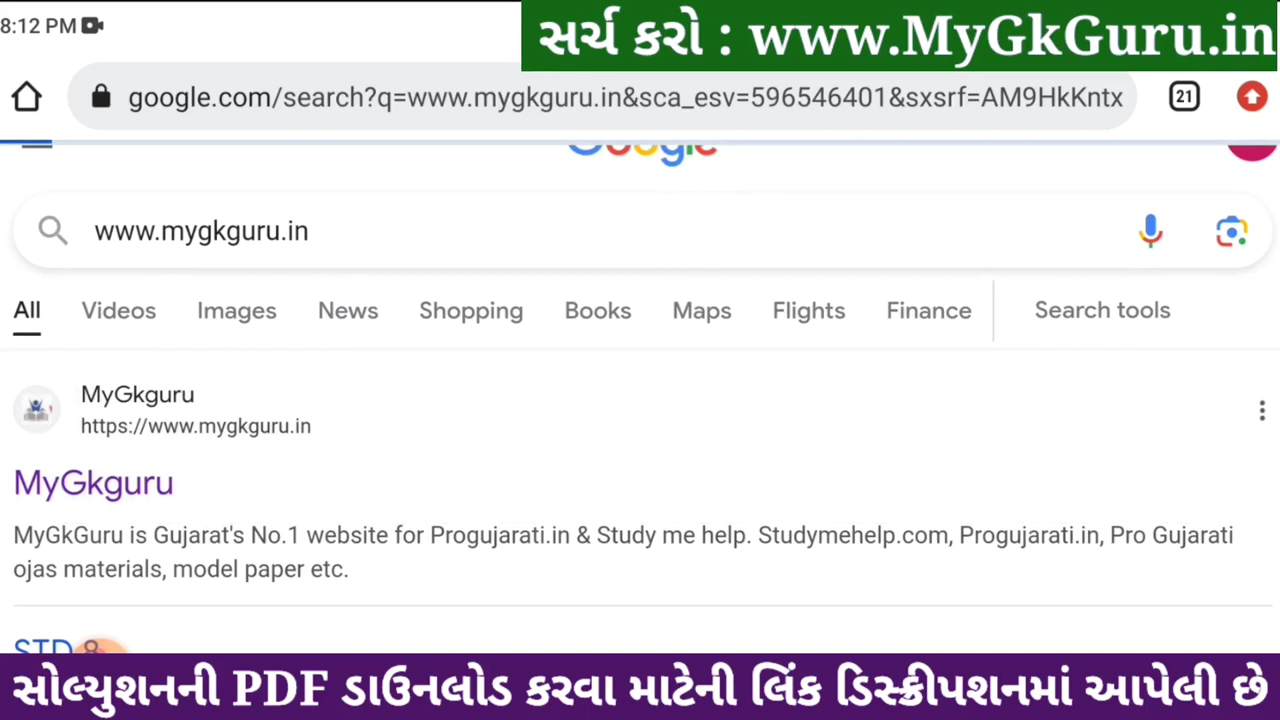 8:12 PM
સર્ચ કરો : www.MyGkGuru.in
google.com/search?q=www.mygkguru.in&sca_esv=596546401&sxsrf=AM9HkKntx
21
Google
www.mygkguru.in
All Videos Images News Shopping Books Maps Flights Finance Search tools
MyGkguru
https://www.mygkguru.in
MyGkguru
MyGkGuru is Gujarat's No.1 website for Progujarati.in & Study me help. Studymehelp.com, Progujarati.in, Pro Gujarati
ojas materials, model paper etc.
STD 8
સોલ્યુશનની PDF ડાઉનલોડ કરવા માટેની લિંક ડિસ્ક્રીપશનમાં આપેલી છે